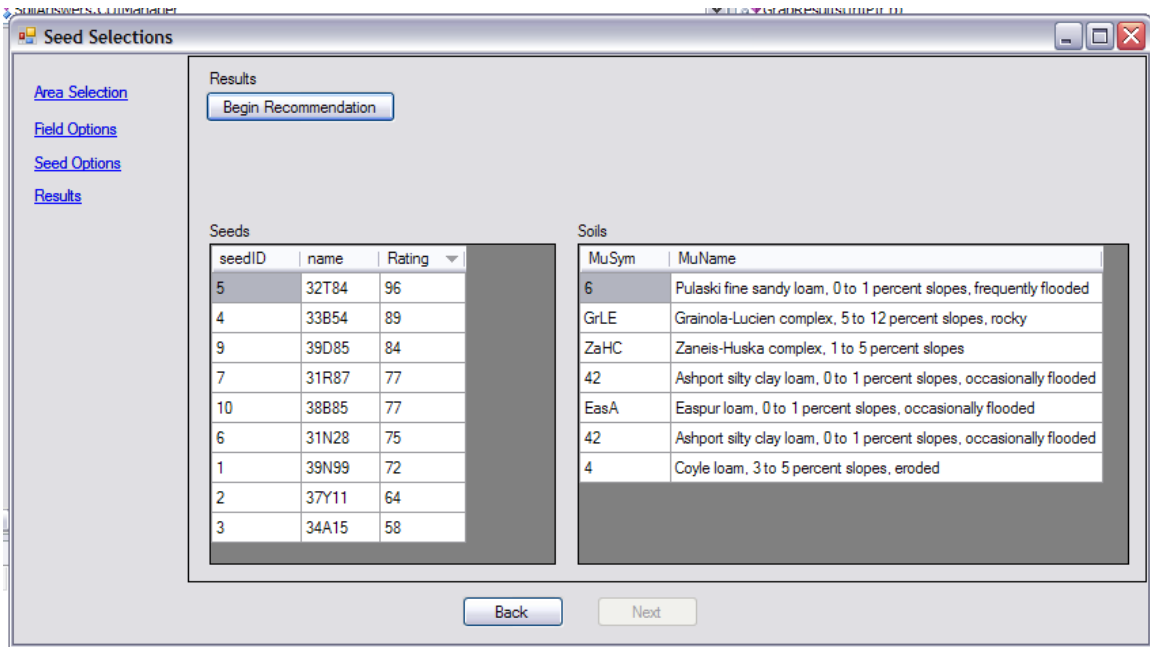 Seed Selections
Area Selection
Field Options
Seed Options
Results
Results
Begin Recommendation
Seeds
seedID name Rating
5 32T84 96
4 33B54 89
9 39D85 84
7 31R87 77
10 38B85 77
6 31N28 75
1 39N99 72
2 37Y11 64
3 34A15 58
Soils
MuSym MuName
6 Pulaski fine sandy loam, 0 to 1 percent slopes, frequently flooded
GrLE Grainola-Lucien complex, 5 to 12 percent slopes, rocky
ZaHC Zaneis-Huska complex, 1 to 5 percent slopes
42 Ashport silty clay loam, 0 to 1 percent slopes, occasionally flooded
EasA Easpur loam, 0 to 1 percent slopes, occasionally flooded
42 Ashport silty clay loam, 0 to 1 percent slopes, occasionally flooded
4 Coyle loam, 3 to 5 percent slopes, eroded
Back Next